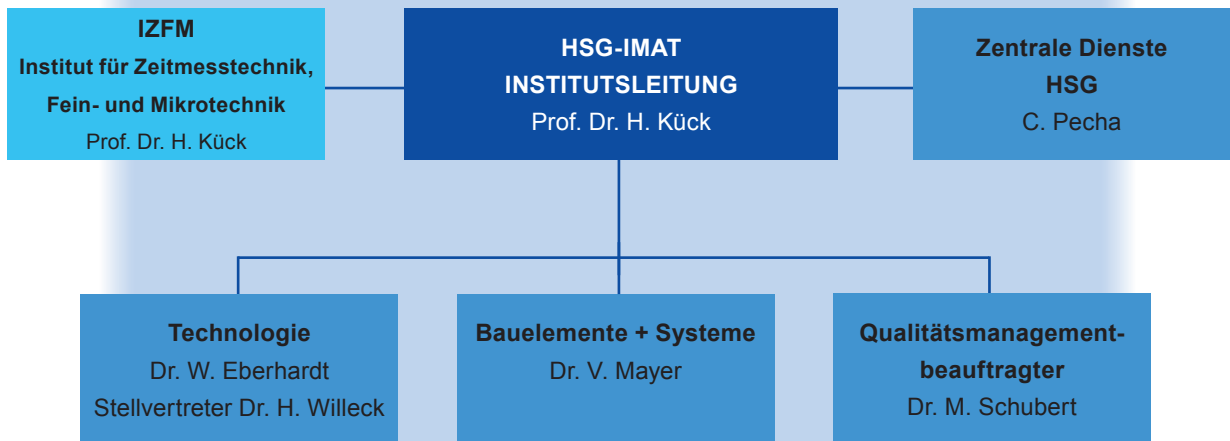 IZFM
Institut für Zeitmesstechnik,
Fein- und Mikrotechnik
Prof. Dr. H. Kück
HSG-IMAT
INSTITUTSLEITUNG
Prof. Dr. H. Kück
Zentrale Dienste
HSG
C. Pecha
Technologie
Dr. W. Eberhardt
Stellvertreter Dr. H. Willeck
Bauelemente + Systeme
Dr. V. Mayer
Qualitätsmanagement-
beauftragter
Dr. M. Schubert